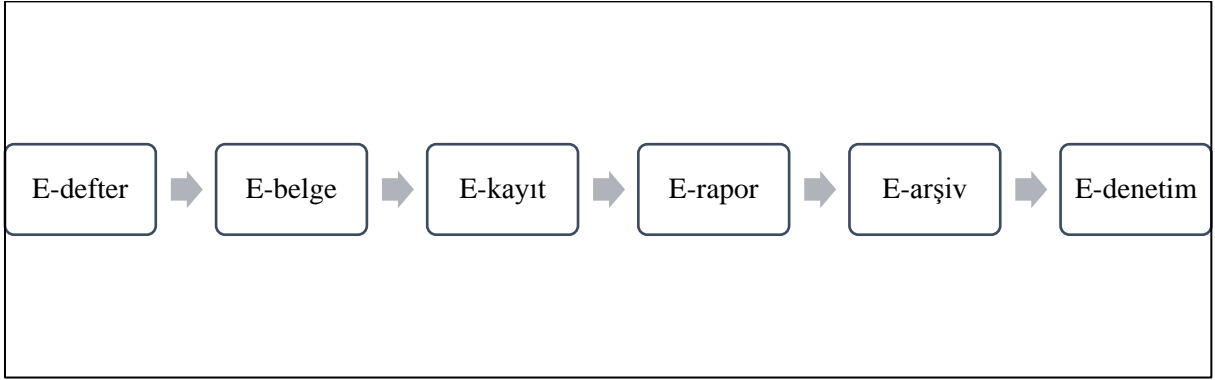 E-defter
E-belge
E-kayıt
E-rapor
E-arşiv
E-denetim